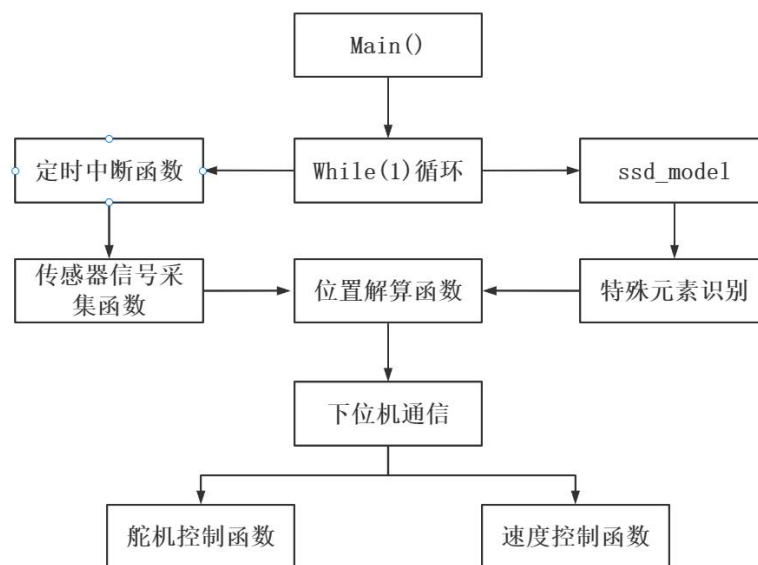 Main()
定时中断函数
While(1)循环
ssd_model
传感器信号采
集函数
位置解算函数
特殊元素识别
下位机通信
舵机控制函数
速度控制函数